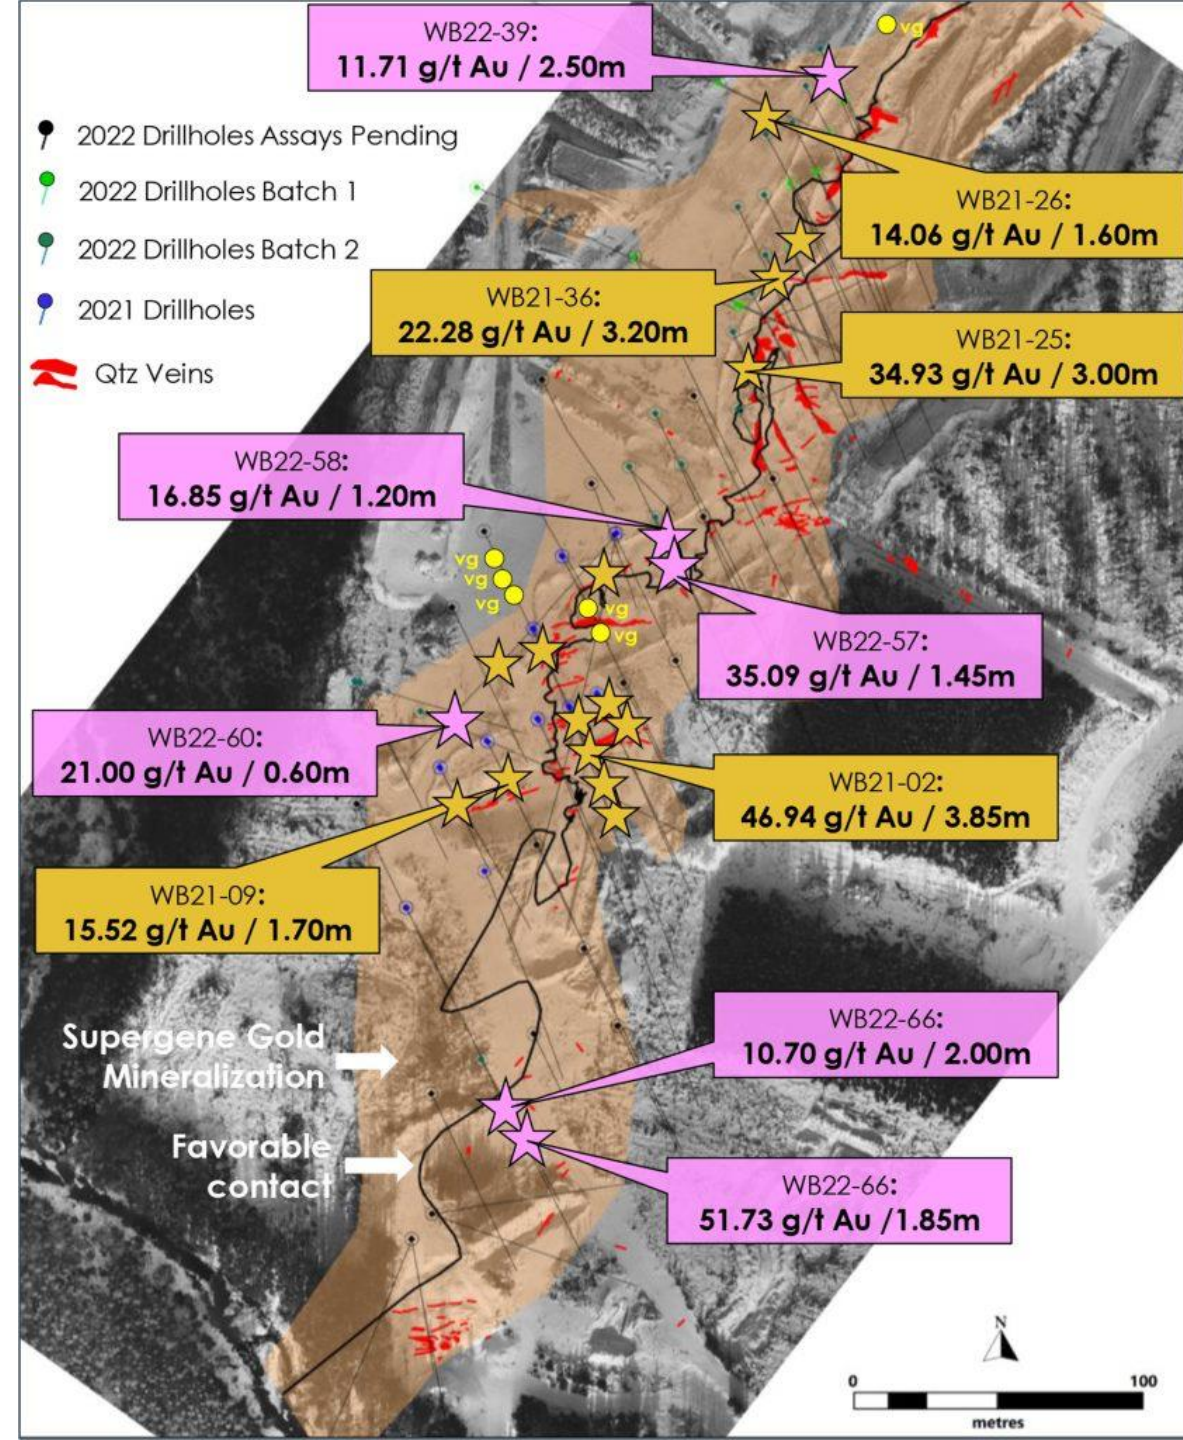 WB22-39:
11.71 g/t Au / 2.50m
vg
2022 Drillholes Assays Pending
2022 Drillholes Batch 1
2022 Drillholes Batch 2
2021 Drillholes
Qtz Veins
WB21-26:
14.06 g/t Au / 1.60m
WB21-36:
22.28 g/t Au / 3.20m
WB21-25:
34.93 g/t Au / 3.00m
WB22-58:
16.85 g/t Au / 1.20m
vg
vg
vg
vg
vg
WB22-57:
35.09 g/t Au / 1.45m
WB22-60:
21.00 g/t Au / 0.60m
WB21-02:
46.94 g/t Au / 3.85m
WB21-09:
15.52 g/t Au / 1.70m
WB22-66:
10.70 g/t Au / 2.00m
Supergene Gold
Mineralization
Favorable
contact
WB22-66:
51.73 g/t Au /1.85m
N
0 100
metres